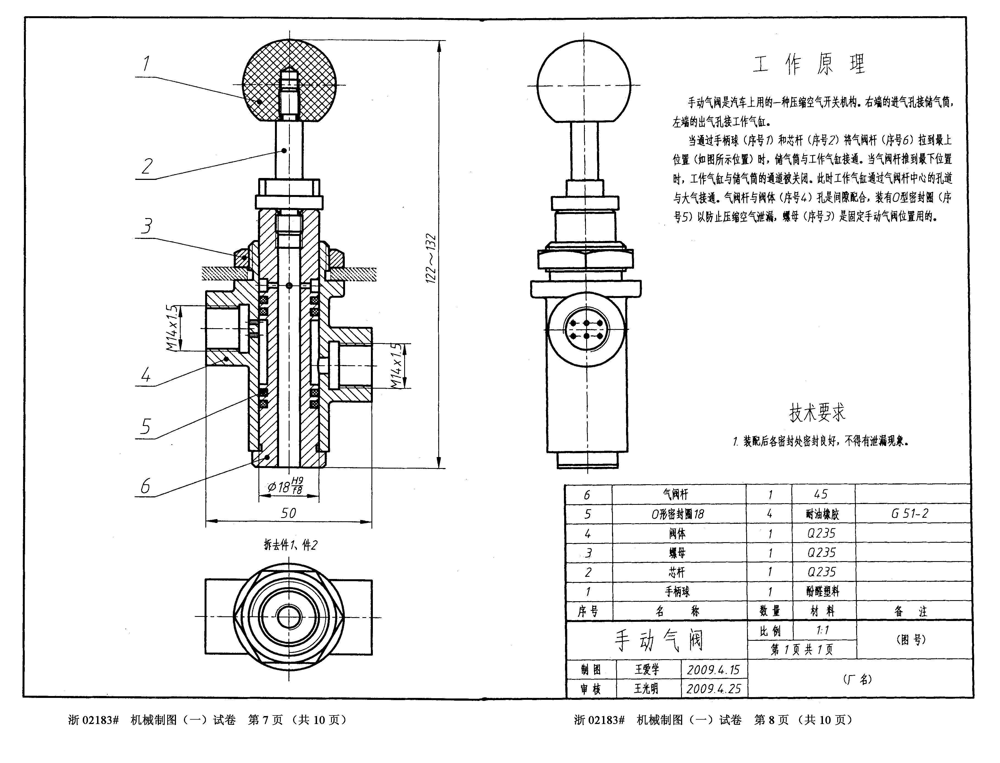 1
2
3
4
5
6
M14×1.5
M14×1.5
122~132
φ18 H9/f8
50
拆去件1、件2
工作原理
手动气阀是汽车上用的一种压缩空气开关机构。右端的进气孔接储气筒,
左端的出气孔接工作气缸。
当通过手柄球(序号1)和芯杆(序号2)将气阀杆(序号6)拉到最上
位置(如图所示位置)时,储气筒与工作气缸接通。当气阀杆推到最下位置
时,工作气缸与储气筒的通道被关闭。此时工作气缸通过气阀杆中心的孔道
与大气接通。气阀杆与阀体(序号4)孔是间隙配合,装有O型密封圈(序
号5)以防止压缩空气泄漏,螺母(序号3)是固定手动气阀位置用的。
技术要求
1. 装配后各密封处密封良好,不得有泄漏现象。
6 气阀杆 1 45
5 O形密封圈18 4 耐油橡胶 G 51-2
4 阀体 1 Q235
3 螺母 1 Q235
2 芯杆 1 Q235
1 手柄球 1 酚醛塑料
序号 名称 数量 材料 备注
手动气阀 比例 1:1 (图号)
第1页共1页
制图 王爱学 2009.4.15 (厂名)
审核 王光明 2009.4.25
浙02183# 机械制图(一)试卷 第7页(共10页)
浙02183# 机械制图(一)试卷 第8页(共10页)